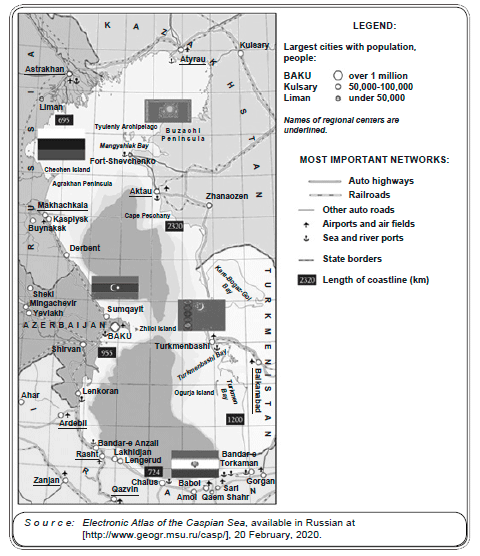 K A Z A K H S T A N
Kulsary
Atyrau
Astrakhan
Liman
695
Tyuleniy Archipelago
Buzachi
Peninsula
Mangyshlak Bay
Fort-Shevchenko
Chechen Island
Agrakhan Peninsula
Aktau
Zhanaozen
R U S S I A
Makhachkala
Kaspiysk
Buynaksk
Cape Peschany
2320
Derbent
Kara-Bogaz-Gol
Bay
Sheki
Mingachevir
Yevlakh
Sumqayit
AZERBAIJAN
BAKU
Zhiloi Island
955
Shirvan
Turkmenbashi
Turkmenbashi Bay
TURKMENISTAN
Balkanabad
Turkmen
Bay
Ogurja Island
Lenkoran
Ahar
1200
Ardebil
Bandar-e Anzali
Lakhidjan
Rasht
Lengerud
Bandar-e
Torkaman
724
Zanjan
Chalus
Babol
Sari
Gorgan
Qazvin
Amol
Qaem Shahr
I R A N
LEGEND:
Largest cities with population,
people:
BAKU over 1 million
Kulsary 50,000-100,000
Liman under 50,000
Names of regional centers are
underlined.
MOST IMPORTANT NETWORKS:
Auto highways
Railroads
Other auto roads
Airports and air fields
Sea and river ports
State borders
2320 Length of coastline (km)
Source: Electronic Atlas of the Caspian Sea, available in Russian at
[http://www.geogr.msu.ru/casp/], 20 February, 2020.